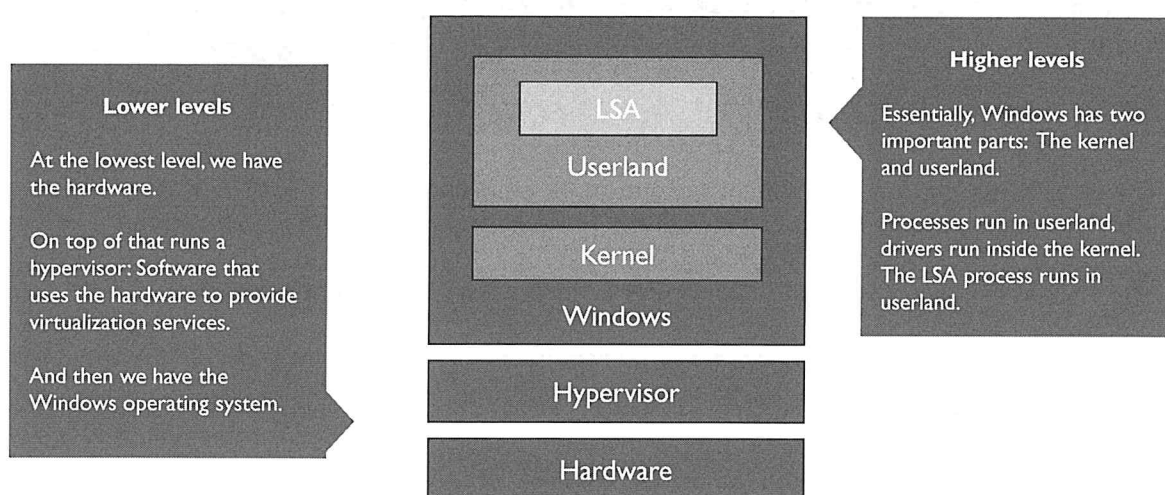 Lower levels
At the lowest level, we have
the hardware.
On top of that runs a
hypervisor: Software that
uses the hardware to provide
virtualization services.
And then we have the
Windows operating system.
LSA
Userland
Kernel
Windows
Hypervisor
Hardware
Higher levels
Essentially, Windows has two
important parts: The kernel
and userland.
Processes run in userland,
drivers run inside the kernel.
The LSA process runs in
userland.